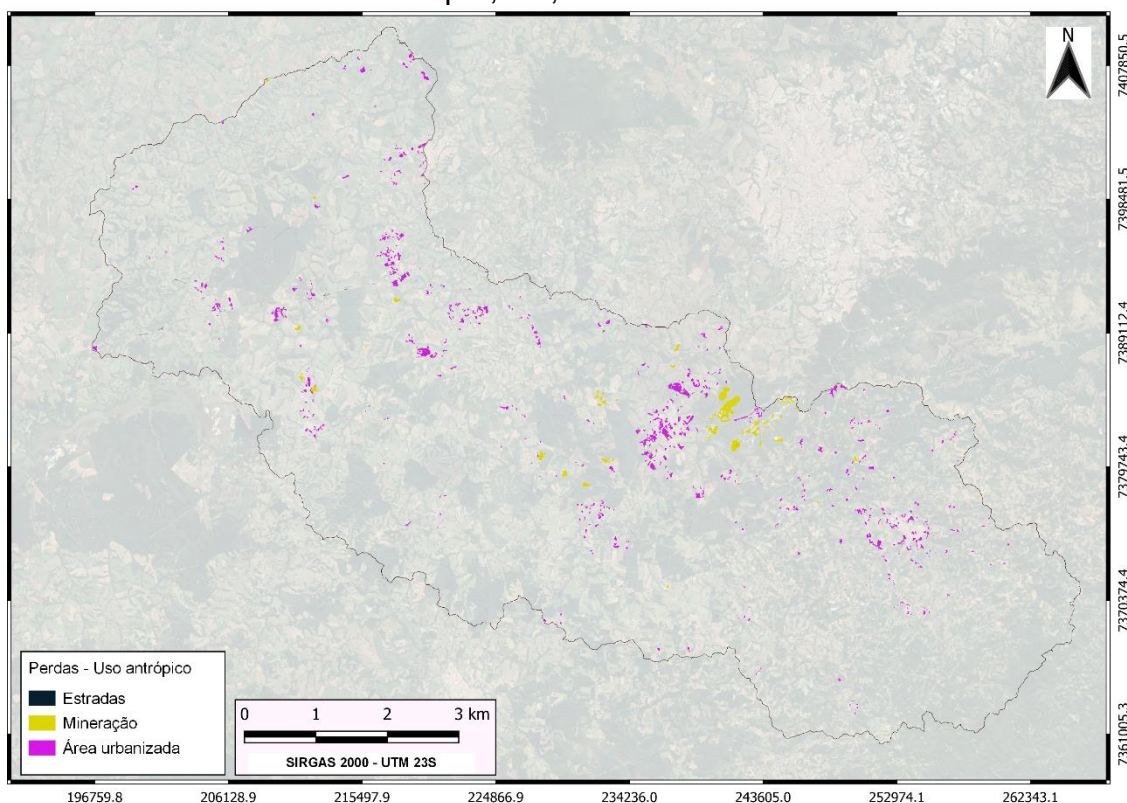 N
7407850.5
7398481.5
7389112.4
7379743.4
7370374.4
7361005.3
Perdas - Uso antrópico
Estradas
Mineração
Área urbanizada
0 1 2 3 km
SIRGAS 2000 - UTM 23S
196759.8 206128.9 215497.9 224866.9 234236.0 243605.0 252974.1 262343.1